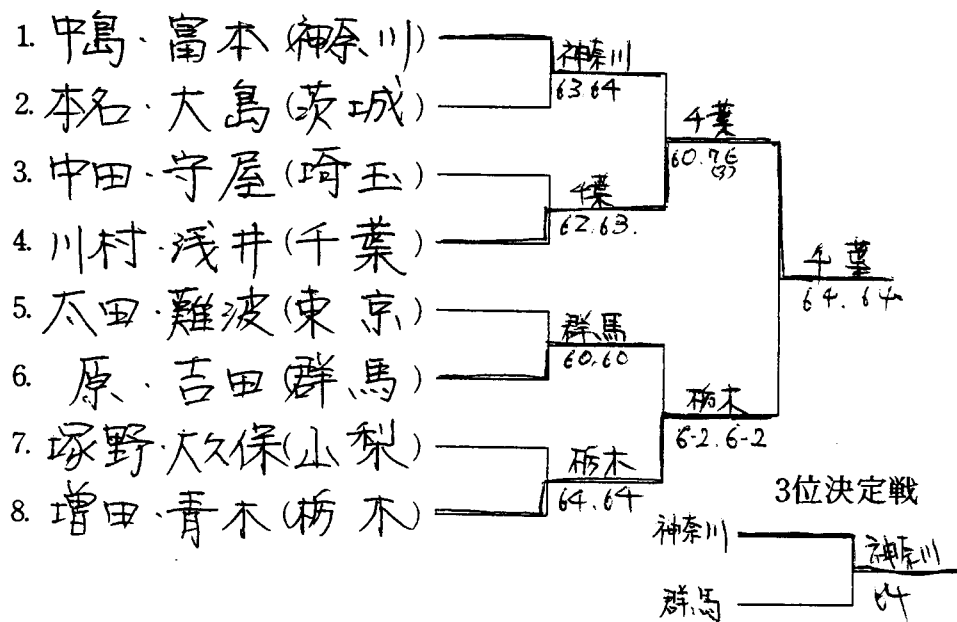 1. 中島・富本(神奈川)
2. 本名・大島(茨城)
3. 中田・守屋(埼玉)
4. 川村・浅井(千葉)
5. 太田・難波(東京)
6. 原・吉田(群馬)
7. 塚野・大久保(山梨)
8. 増田・青木(栃木)
神奈川
63 64
千葉
62.63.
群馬
60.60
栃木
64.64
千葉
60.76
(3)
栃木
6-2.6-2
千葉
64.64
3位決定戦
神奈川
群馬
神奈川
64